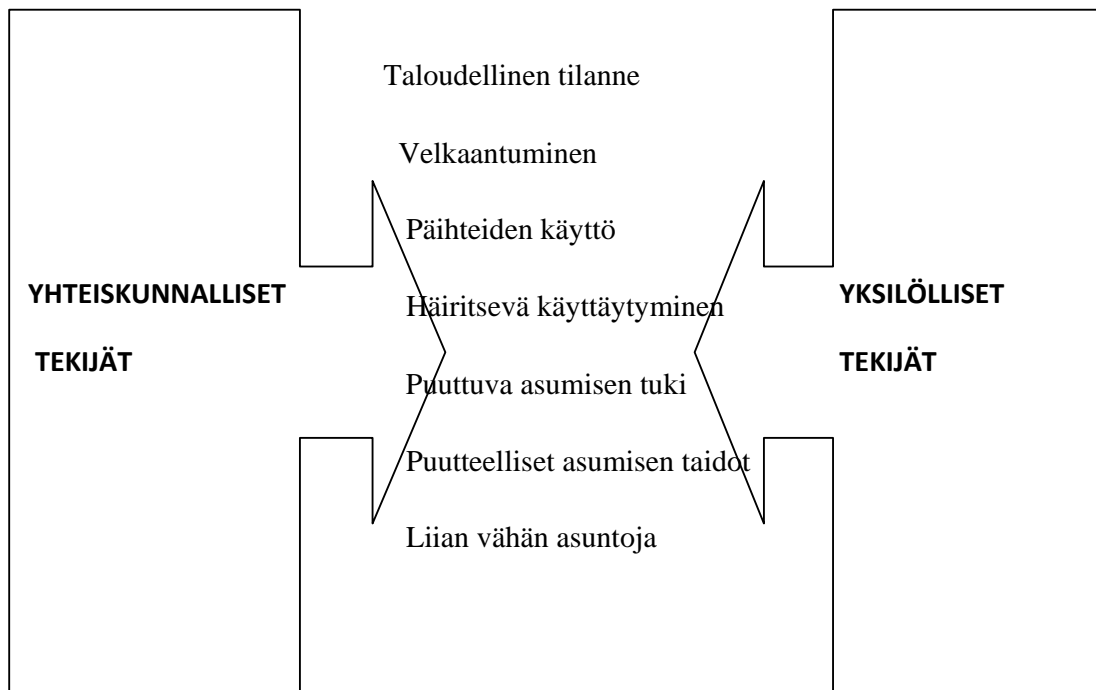 Taloudellinen tilanne
Velkaantuminen
Päihteiden käyttö
YHTEISKUNNALLISET
TEKIJÄT
Häiritsevä käyttäytyminen
Puuttuva asumisen tuki
Puutteelliset asumisen taidot
Liian vähän asuntoja
YKSILÖLLISET
TEKIJÄT